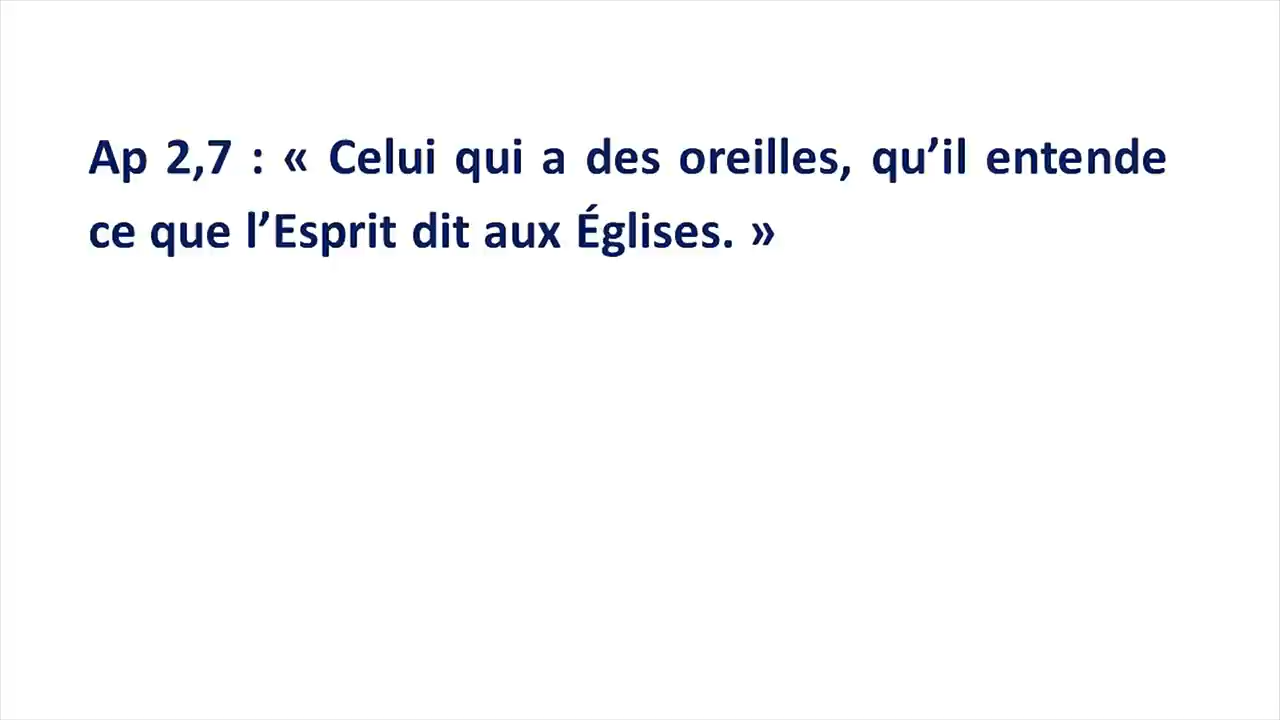 Ap 2,7 : « Celui qui a des oreilles, qu’il entende
ce que l’Esprit dit aux Églises. »